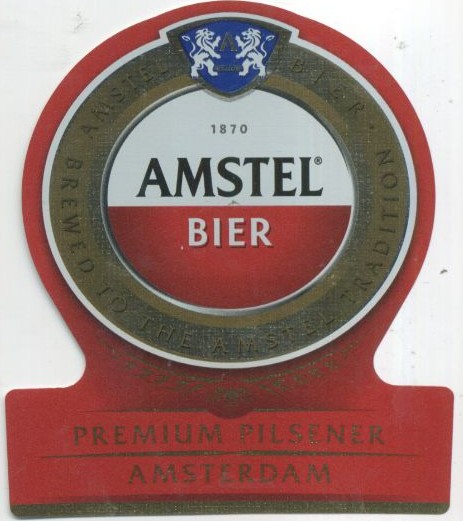 AMSTEL BIER ·
1870
AMSTEL®
BIER
BREWED TO THE AMSTEL TRADITION
PREMIUM PILSENER
AMSTERDAM